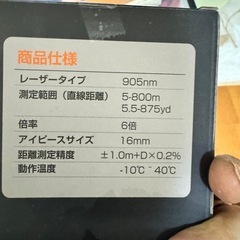 商品仕様
レーザータイプ 905nm
測定範囲（直線距離） 5-800m
5.5-875yd
倍率 6倍
アイピースサイズ 16mm
距離測定精度 ±1.0m+D×0.2%
動作温度 -10℃~40℃